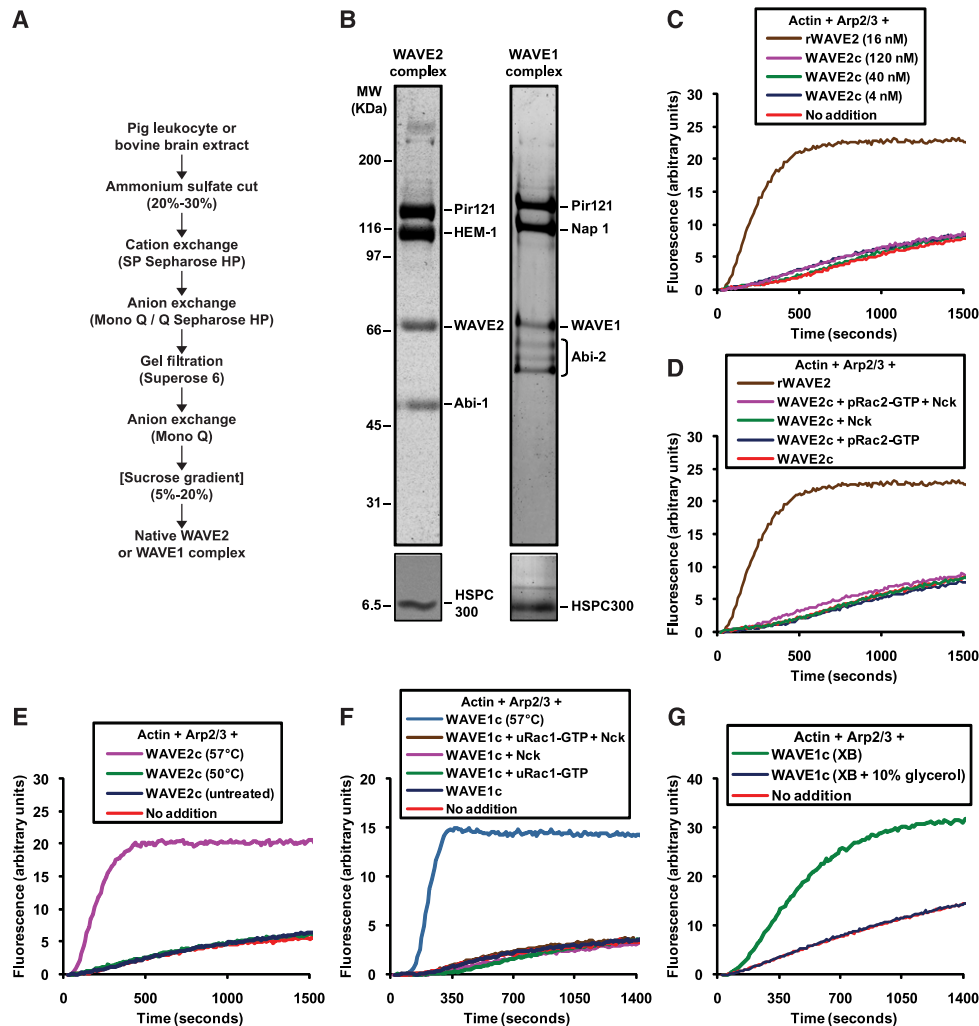 A
Pig leukocyte or
bovine brain extract
Ammonium sulfate cut
(20%-30%)
Cation exchange
(SP Sepharose HP)
Anion exchange
(Mono Q / Q Sepharose HP)
Gel filtration
(Superose 6)
Anion exchange
(Mono Q)
[Sucrose gradient]
(5%-20%)
Native WAVE2
or WAVE1 complex
B
WAVE2
complex
WAVE1
complex
MW
(KDa)
200
116
97
66
45
31
6.5
Pir121
HEM-1
WAVE2
Abi-1
HSPC
300
Pir121
Nap 1
WAVE1
Abi-2
HSPC300
C
Actin + Arp2/3 +
rWAVE2 (16 nM)
WAVE2c (120 nM)
WAVE2c (40 nM)
WAVE2c (4 nM)
No addition
Fluorescence (arbitrary units)
30
25
20
15
10
5
0
0 500 1000 1500
Time (seconds)
D
Actin + Arp2/3 +
rWAVE2
WAVE2c + pRac2-GTP + Nck
WAVE2c + Nck
WAVE2c + pRac2-GTP
WAVE2c
Fluorescence (arbitrary units)
30
25
20
15
10
5
0
0 500 1000 1500
Time (seconds)
E
Actin + Arp2/3 +
WAVE2c (57°C)
WAVE2c (50°C)
WAVE2c (untreated)
No addition
Fluorescence (arbitrary units)
30
25
20
15
10
5
0
0 500 1000 1500
Time (seconds)
F
Actin + Arp2/3 +
WAVE1c (57°C)
WAVE1c + uRac1-GTP + Nck
WAVE1c + Nck
WAVE1c + uRac1-GTP
WAVE1c
No addition
Fluorescence (arbitrary units)
20
15
10
5
0
0 350 700 1050 1400
Time (seconds)
G
Actin + Arp2/3 +
WAVE1c (XB)
WAVE1c (XB + 10% glycerol)
No addition
Fluorescence (arbitrary units)
40
30
20
10
0
0 350 700 1050 1400
Time (seconds)